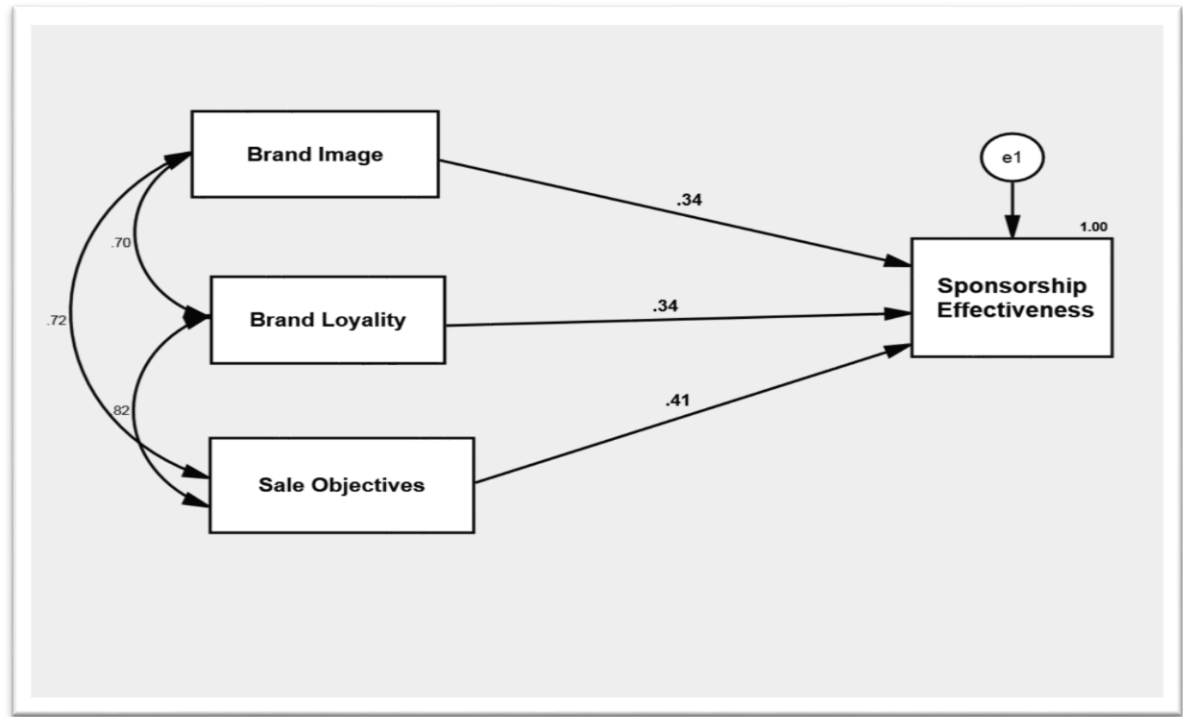 Brand Image
e1
.34
1.00
.70
Sponsorship
Effectiveness
Brand Loyality
.34
.72
.82
.41
Sale Objectives